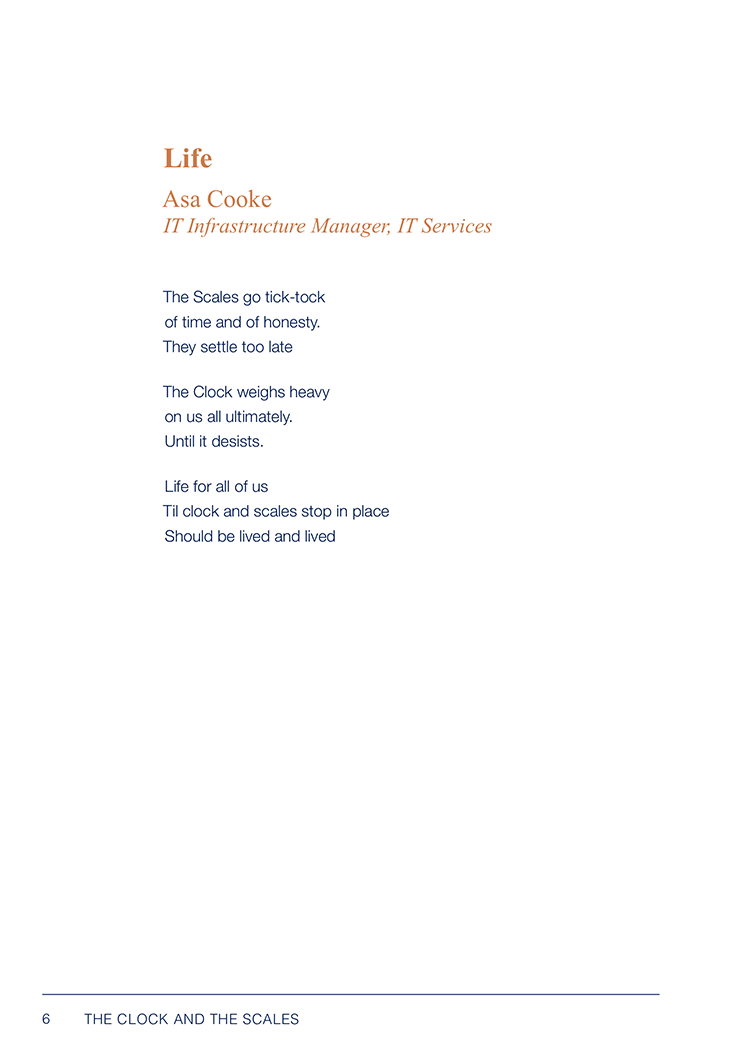 Life
Asa Cooke
IT Infrastructure Manager, IT Services
The Scales go tick-tock
of time and of honesty.
They settle too late
The Clock weighs heavy
on us all ultimately.
Until it desists.
Life for all of us
Til clock and scales stop in place
Should be lived and lived
6 THE CLOCK AND THE SCALES